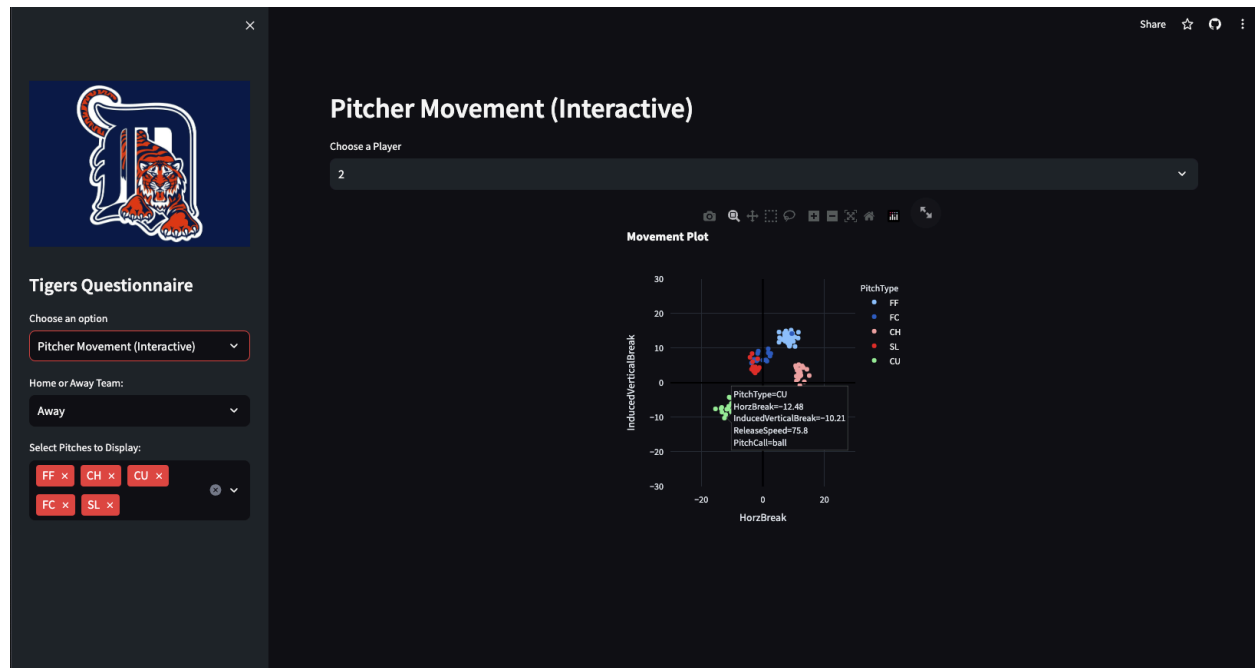 Share
Tigers Questionnaire
Choose an option
Pitcher Movement (Interactive)
Home or Away Team:
Away
Select Pitches to Display:
FF × CH × CU ×
FC × SL ×
Pitcher Movement (Interactive)
Choose a Player
2
Movement Plot
30
20
10
0
−10
−20
−30
InducedVerticalBreak
−20 0 20
HorzBreak
PitchType
FF
FC
CH
SL
CU
PitchType=CU
HorzBreak=−12.48
InducedVerticalBreak=−10.21
ReleaseSpeed=75.8
PitchCall=ball